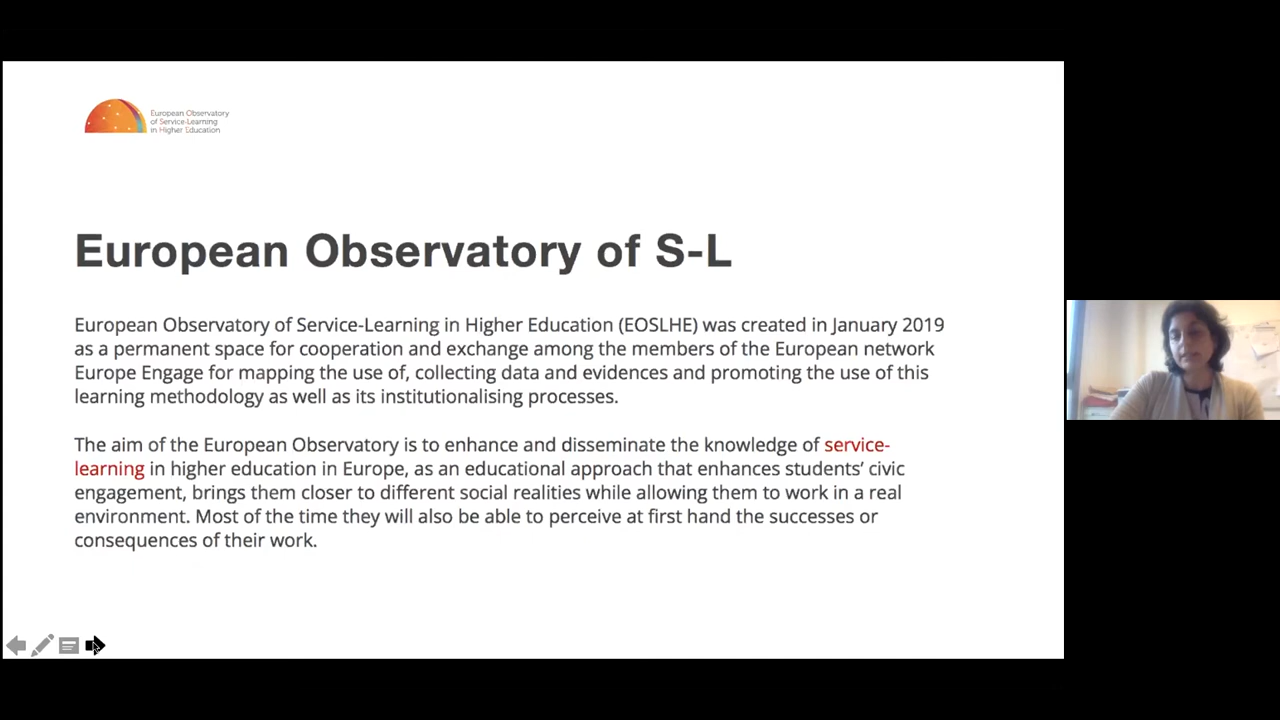 European Observatory
of Service-Learning
in Higher Education
European Observatory of S-L
European Observatory of Service-Learning in Higher Education (EOSLHE) was created in January 2019
as a permanent space for cooperation and exchange among the members of the European network
Europe Engage for mapping the use of, collecting data and evidences and promoting the use of this
learning methodology as well as its institutionalising processes.
The aim of the European Observatory is to enhance and disseminate the knowledge of service-
learning in higher education in Europe, as an educational approach that enhances students’ civic
engagement, brings them closer to different social realities while allowing them to work in a real
environment. Most of the time they will also be able to perceive at first hand the successes or
consequences of their work.